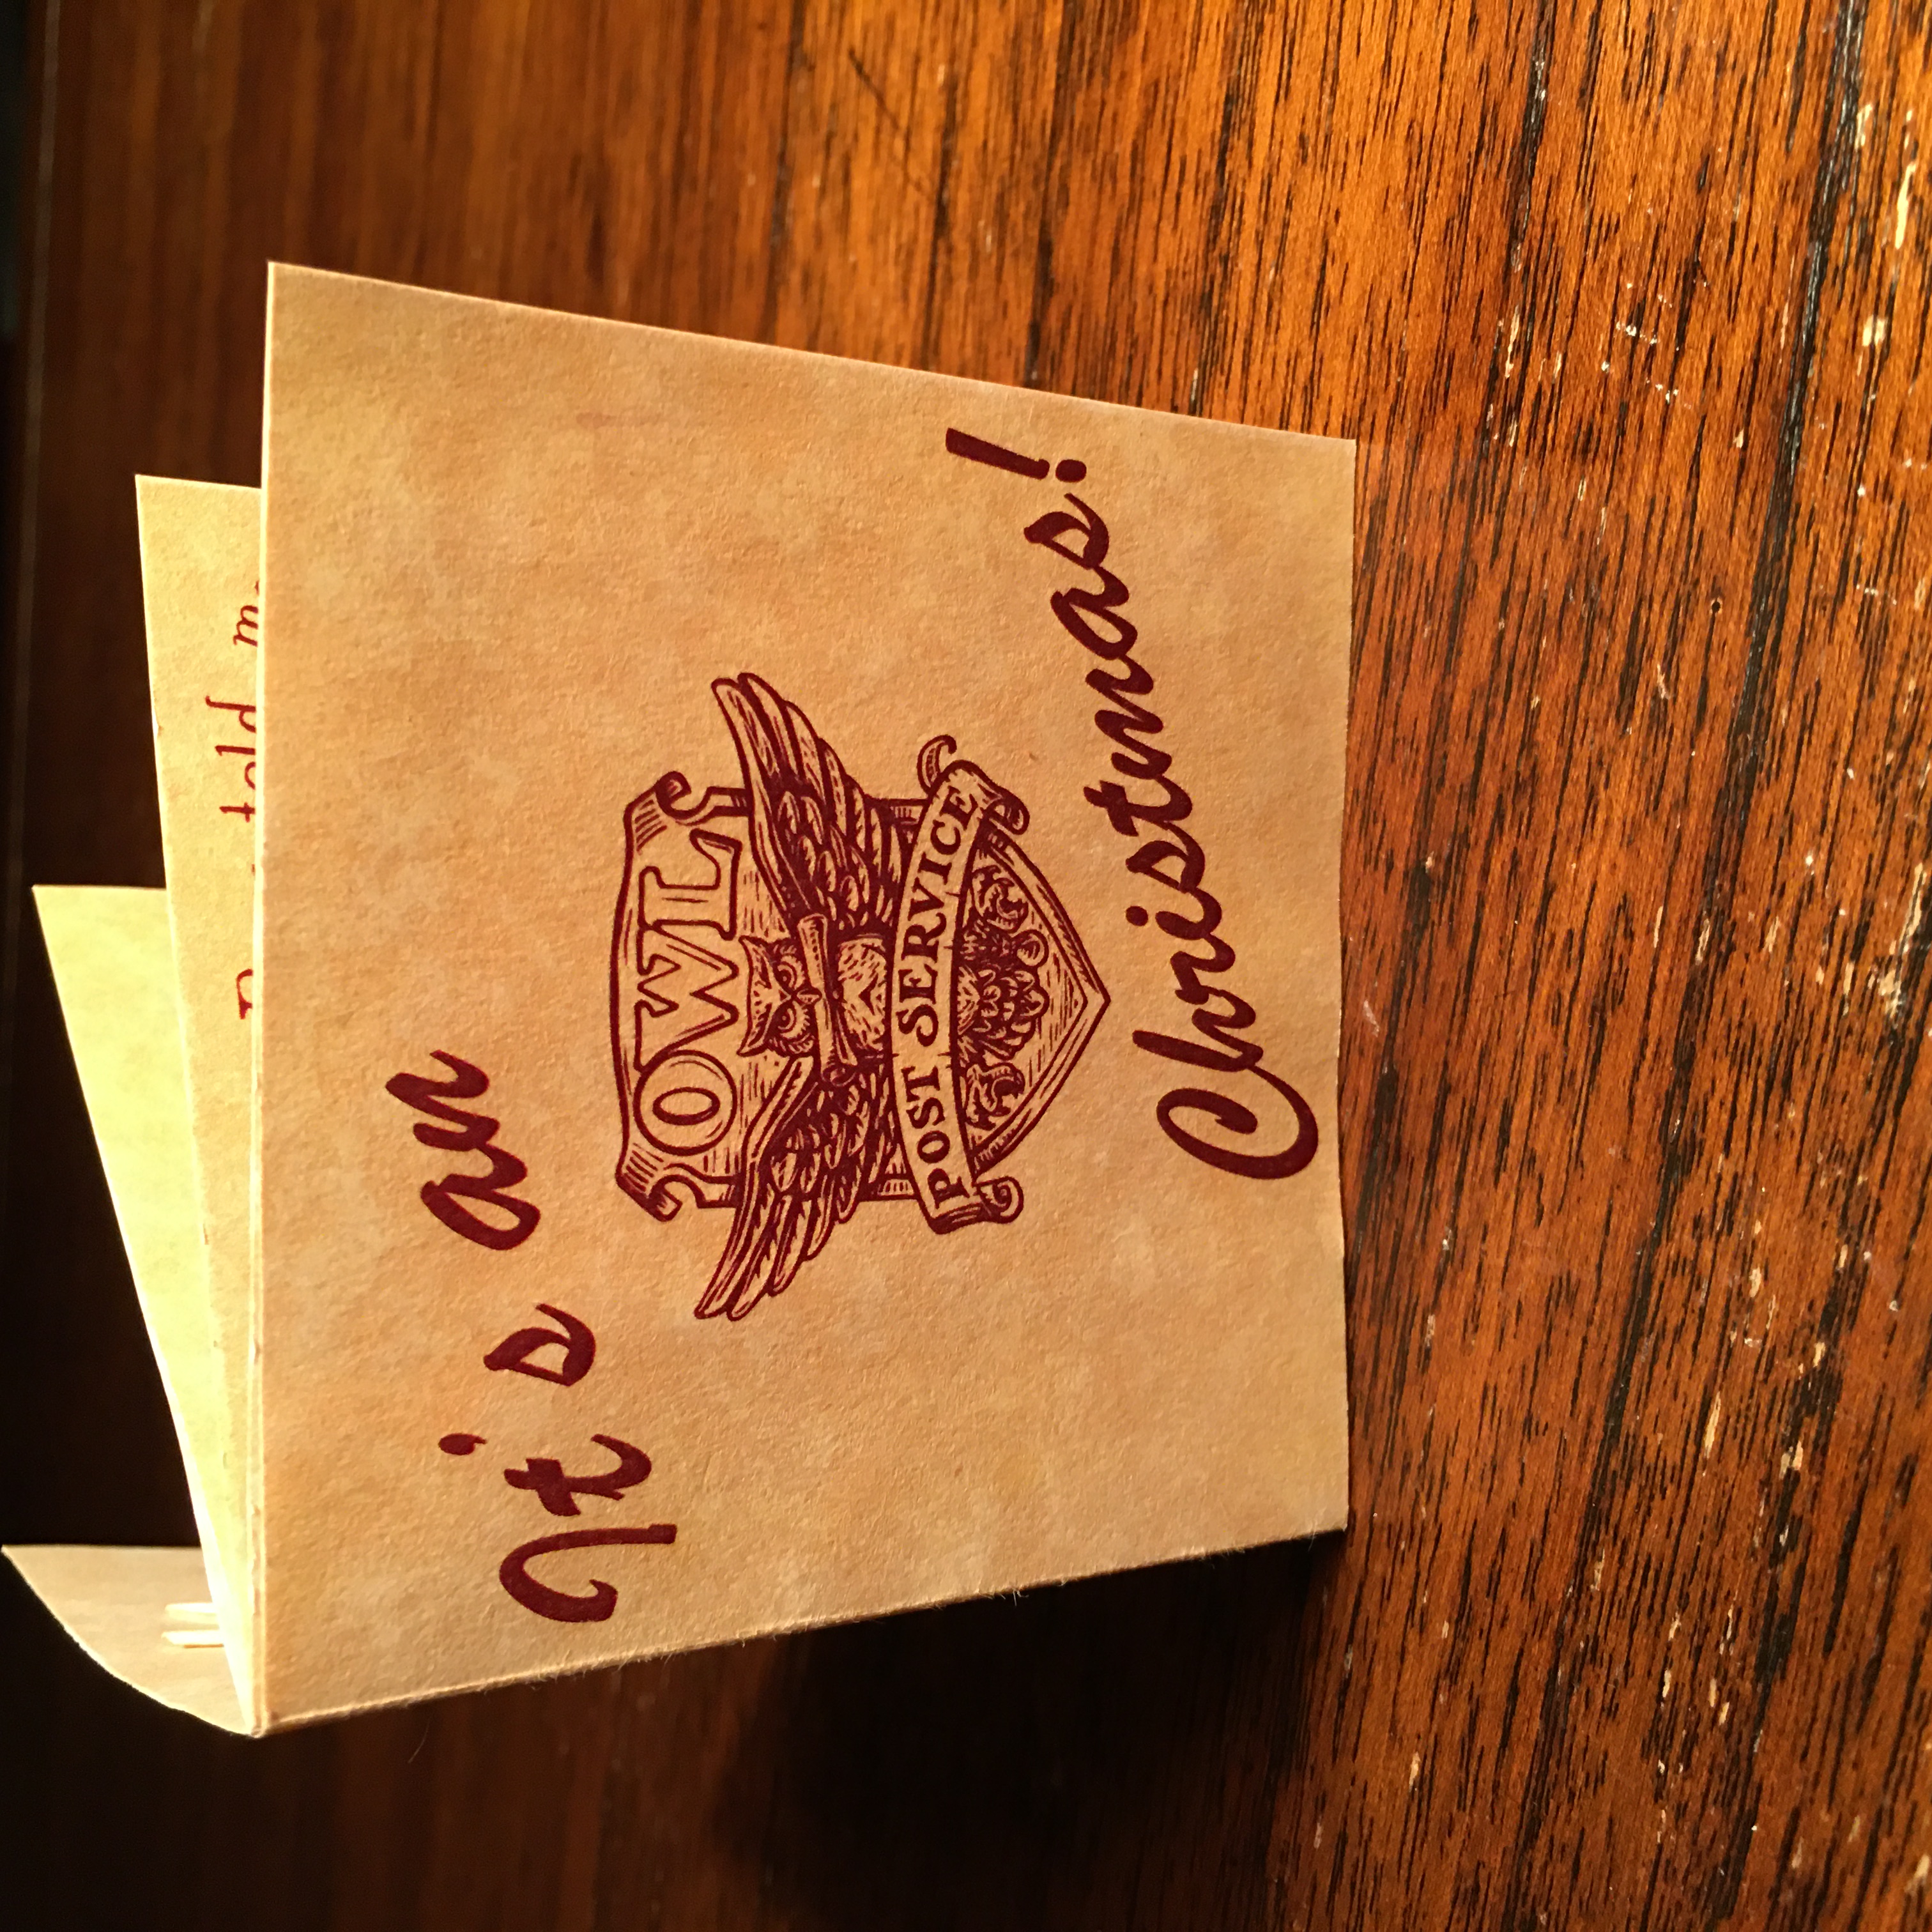 It's an
OWL
POST SERVICE
Christmas!
told